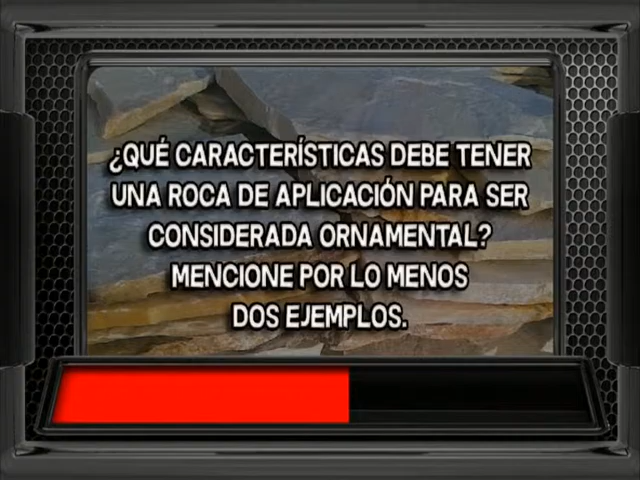 ¿QUÉ CARACTERÍSTICAS DEBE TENER
UNA ROCA DE APLICACIÓN PARA SER
CONSIDERADA ORNAMENTAL?
MENCIONE POR LO MENOS
DOS EJEMPLOS.